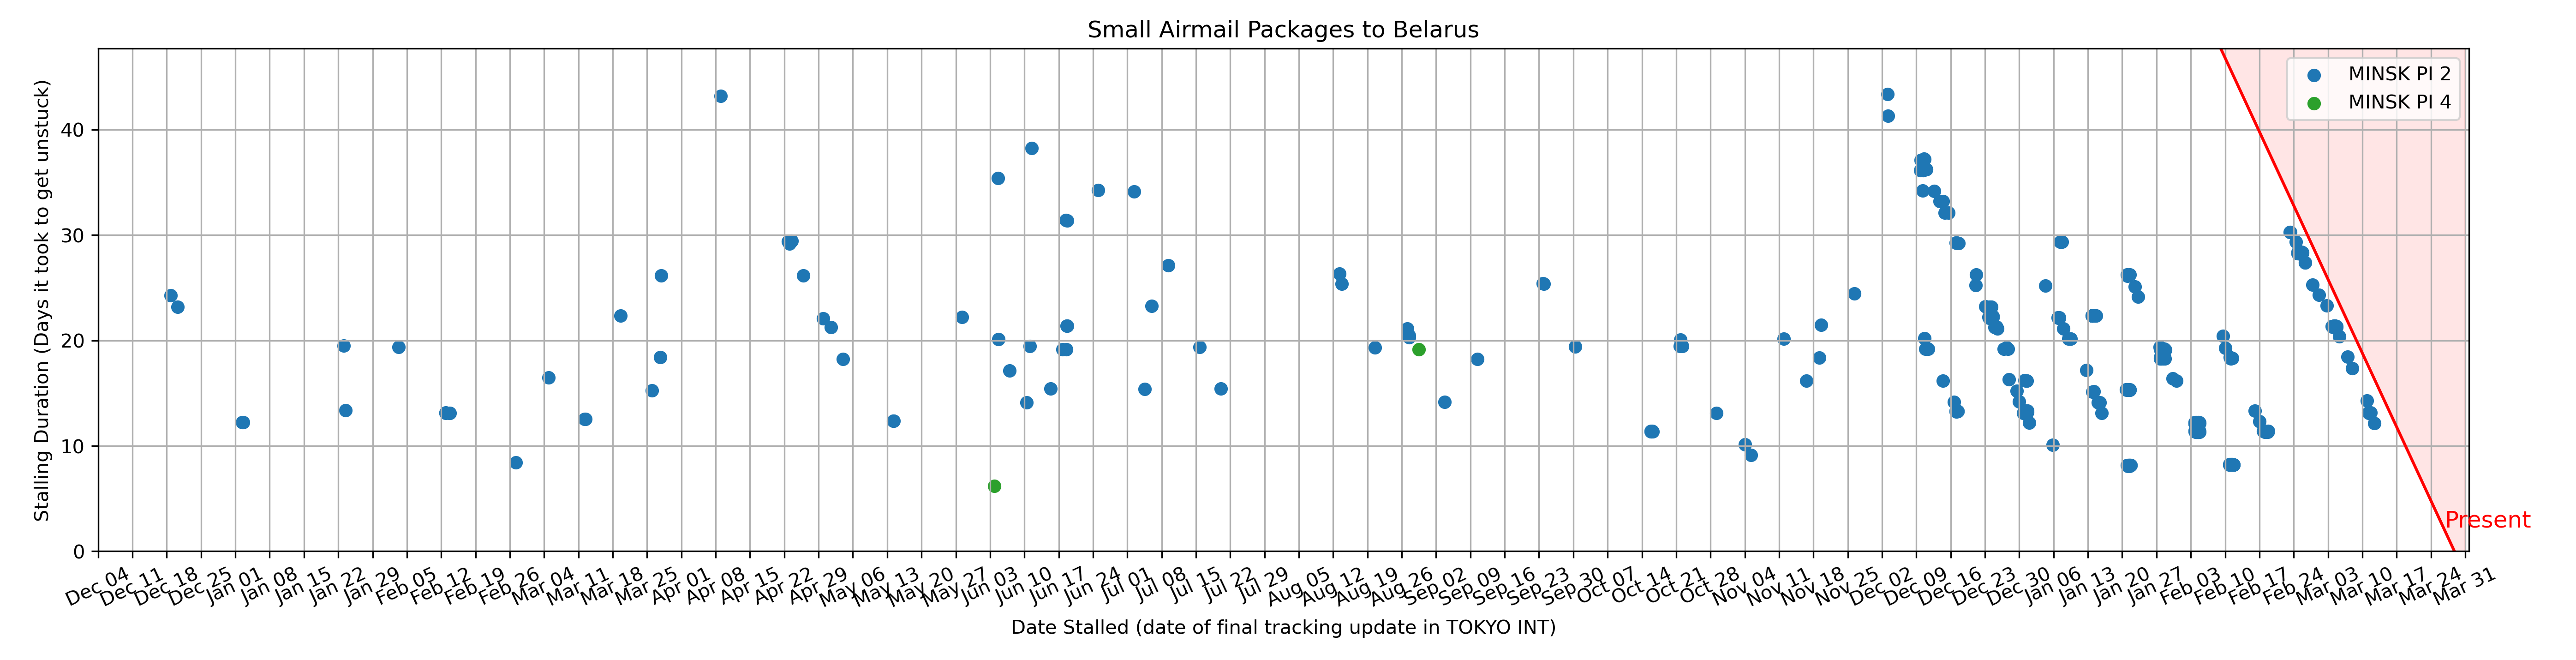 Small Airmail Packages to Belarus
MINSK PI 2
MINSK PI 4
Stalling Duration (Days it took to get unstuck)
40
30
20
10
0
Present
Dec 04
Dec 11
Dec 18
Dec 25
Jan 01
Jan 08
Jan 15
Jan 22
Jan 29
Feb 05
Feb 12
Feb 19
Feb 26
Mar 04
Mar 11
Mar 18
Mar 25
Apr 01
Apr 08
Apr 15
Apr 22
Apr 29
May 06
May 13
May 20
May 27
Jun 03
Jun 10
Jun 17
Jun 24
Jul 01
Jul 08
Jul 15
Jul 22
Jul 29
Aug 05
Aug 12
Aug 19
Aug 26
Sep 02
Sep 09
Sep 16
Sep 23
Sep 30
Oct 07
Oct 14
Oct 21
Oct 28
Nov 04
Nov 11
Nov 18
Nov 25
Dec 02
Dec 09
Dec 16
Dec 23
Dec 30
Jan 06
Jan 13
Jan 20
Jan 27
Feb 03
Feb 10
Feb 17
Feb 24
Mar 03
Mar 10
Mar 17
Mar 24
Mar 31
Date Stalled (date of final tracking update in TOKYO INT)